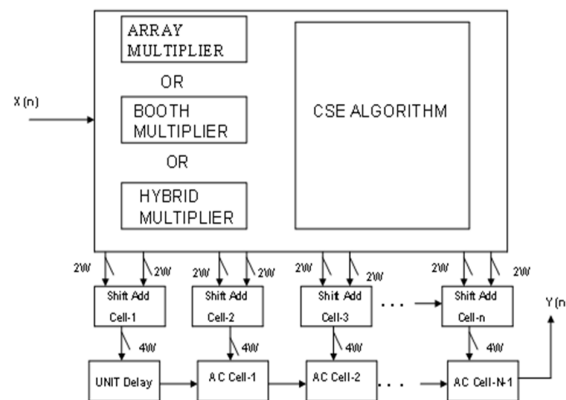 ARRAY
MULTIPLIER
OR
BOOTH
MULTIPLIER
OR
HYBRID
MULTIPLIER
CSE ALGORITHM
X(n)
2W 2W 2W 2W 2W 2W 2W 2W
Shift Add
Cell-1
Shift Add
Cell-2
Shift Add
Cell-3
. . .
Shift Add
Cell-n
Y(n
4W 4W 4W 4W
UNIT Delay
AC Cell-1
AC Cell-2
. . .
AC Cell-N-1